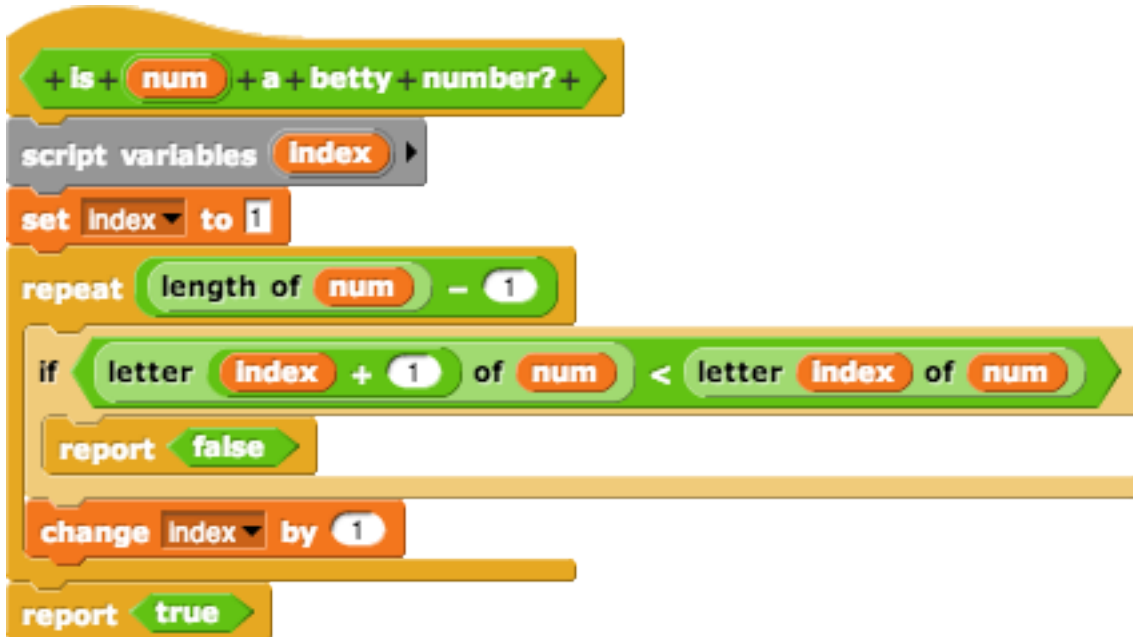 +is+ num +a+betty+number?+
script variables index
set index to 1
repeat length of num - 1
if letter index + 1 of num < letter index of num
report false
change index by 1
report true